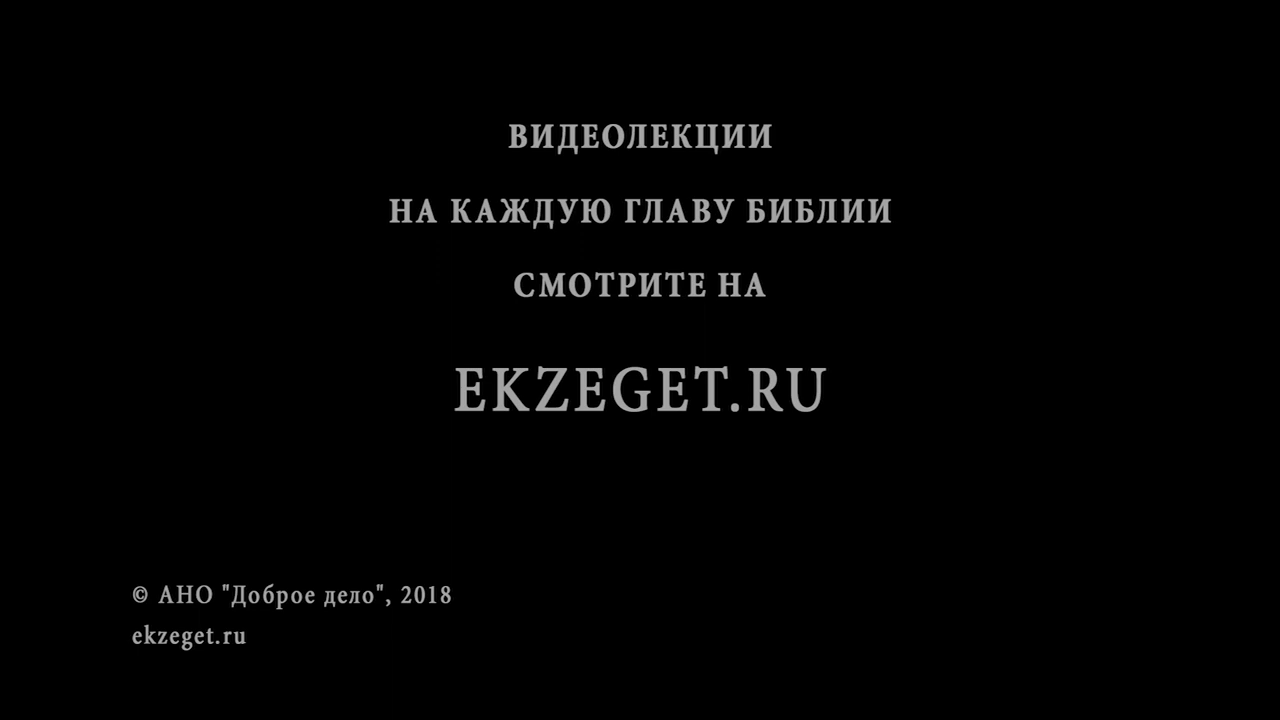 ВИДЕОЛЕКЦИИ
НА КАЖДУЮ ГЛАВУ БИБЛИИ
СМОТРИТЕ НА
EKZEGET.RU
© АНО "Доброе дело", 2018
ekzeget.ru